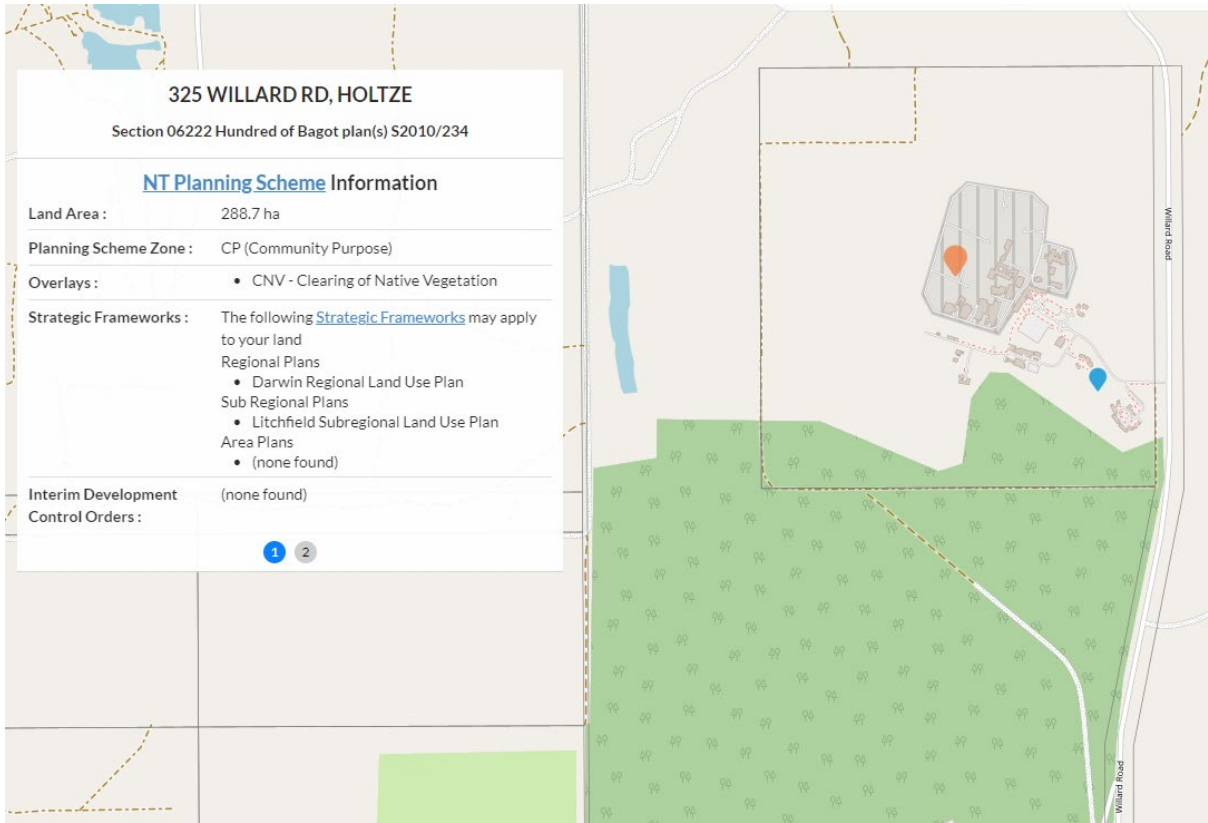 325 WILLARD RD, HOLTZE
Section 06222 Hundred of Bagot plan(s) S2010/234
NT Planning Scheme Information
Land Area : 288.7 ha
Planning Scheme Zone : CP (Community Purpose)
Overlays : • CNV - Clearing of Native Vegetation
Strategic Frameworks : The following Strategic Frameworks may apply
to your land
Regional Plans
• Darwin Regional Land Use Plan
Sub Regional Plans
• Litchfield Subregional Land Use Plan
Area Plans
• (none found)
Interim Development (none found)
Control Orders :
1 2
Willard Road
Willard Road